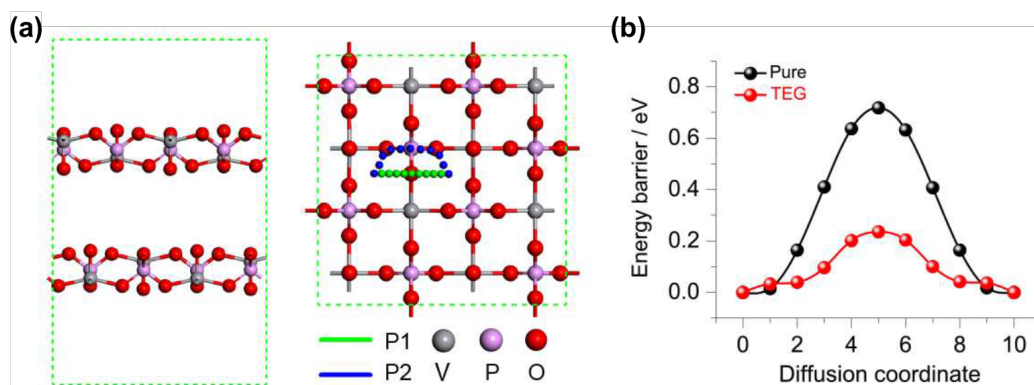 (a)
P1
P2 V P O
(b)
Pure
TEG
Energy barrier / eV
0.8
0.6
0.4
0.2
0.0
0 2 4 6 8 10
Diffusion coordinate